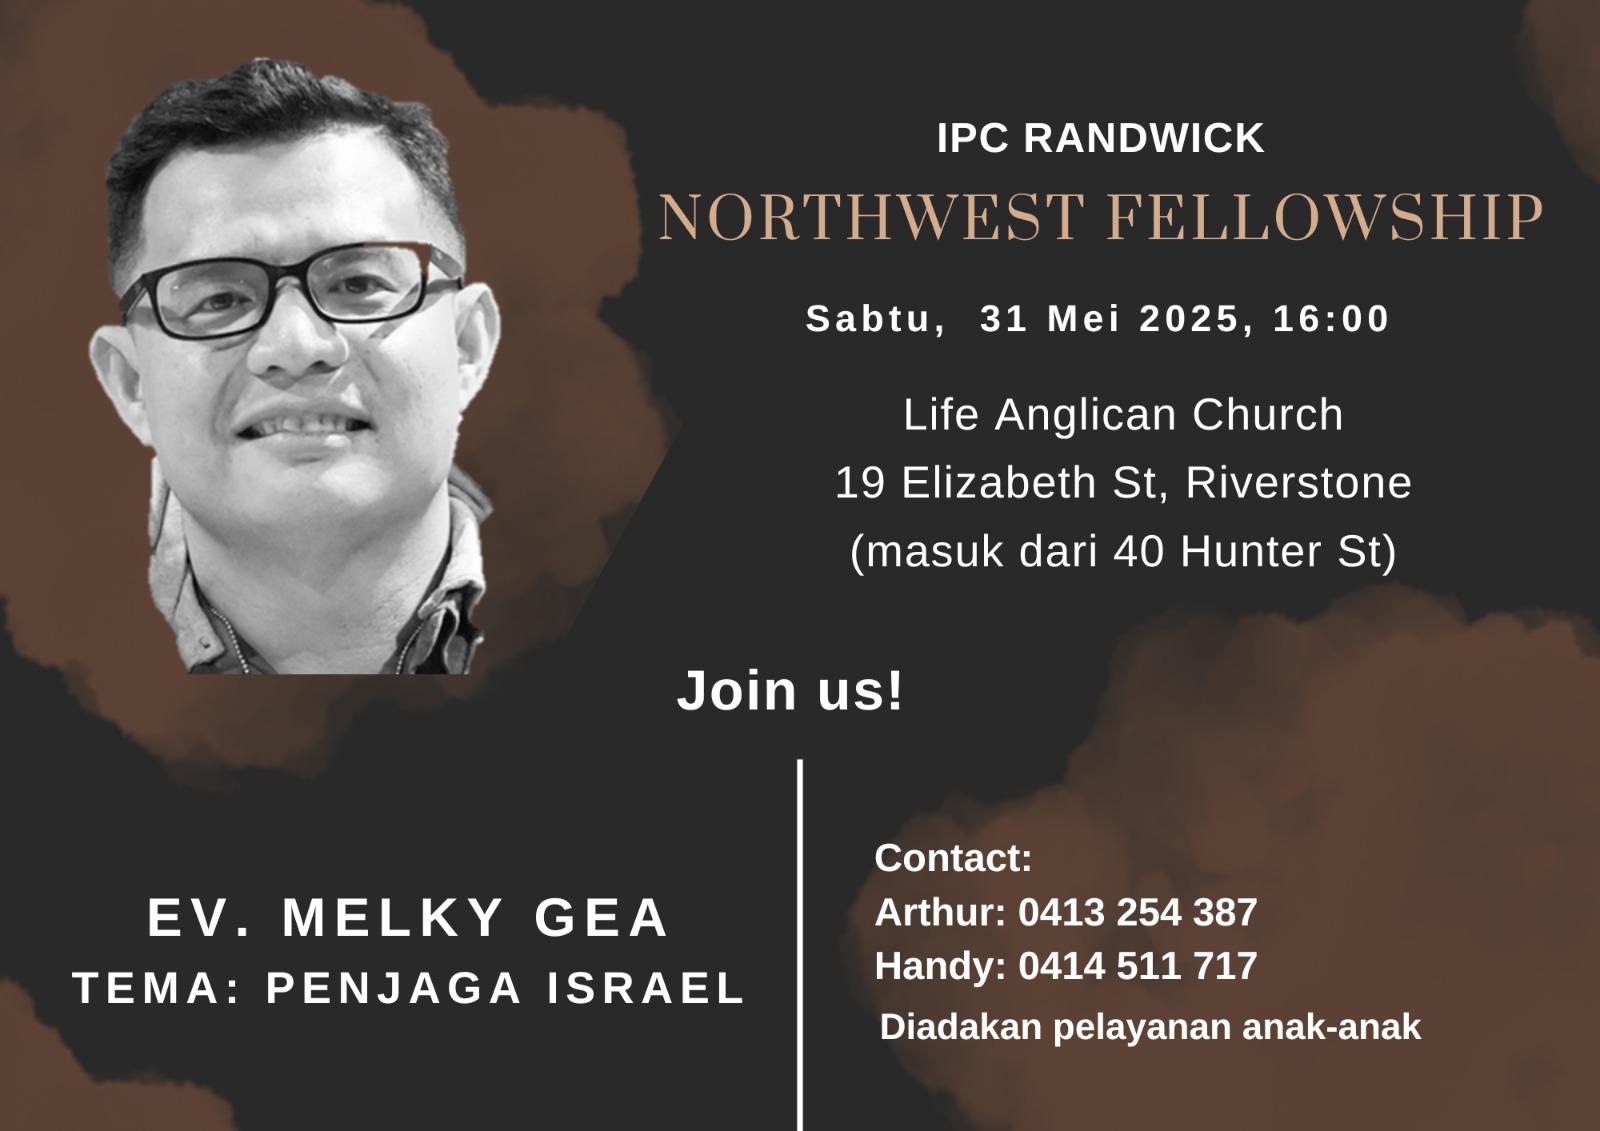 IPC RANDWICK
NORTHWEST FELLOWSHIP
Sabtu, 31 Mei 2025, 16:00
Life Anglican Church
19 Elizabeth St, Riverstone
(masuk dari 40 Hunter St)
Join us!
EV. MELKY GEA
TEMA: PENJAGA ISRAEL
Contact:
Arthur: 0413 254 387
Handy: 0414 511 717
Diadakan pelayanan anak-anak